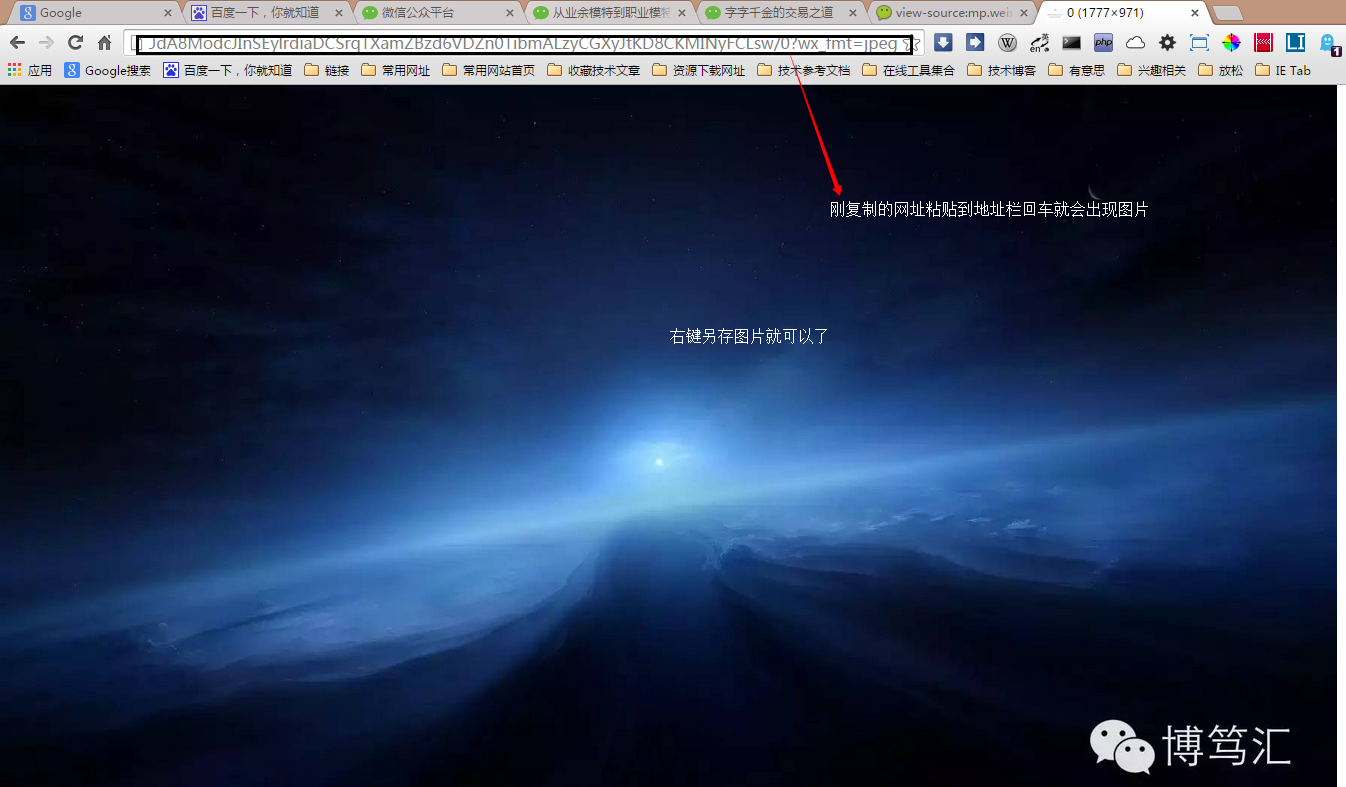 Google
百度一下，你就知道
微信公众平台
从业余模特到职业模特
字字千金的交易之道
view-source:mp.wei
0 (1777×971)
?wx_fmt=jpeg
W
en
英
php
LI
1
应用
Google搜索
百度一下，你就知道
链接
常用网址
常用网站首页
收藏技术文章
资源下载网址
技术参考文档
在线工具集合
技术博客
有意思
兴趣相关
放松
IE Tab
刚复制的网址粘贴到地址栏回车就会出现图片
右键另存图片就可以了
博笃汇